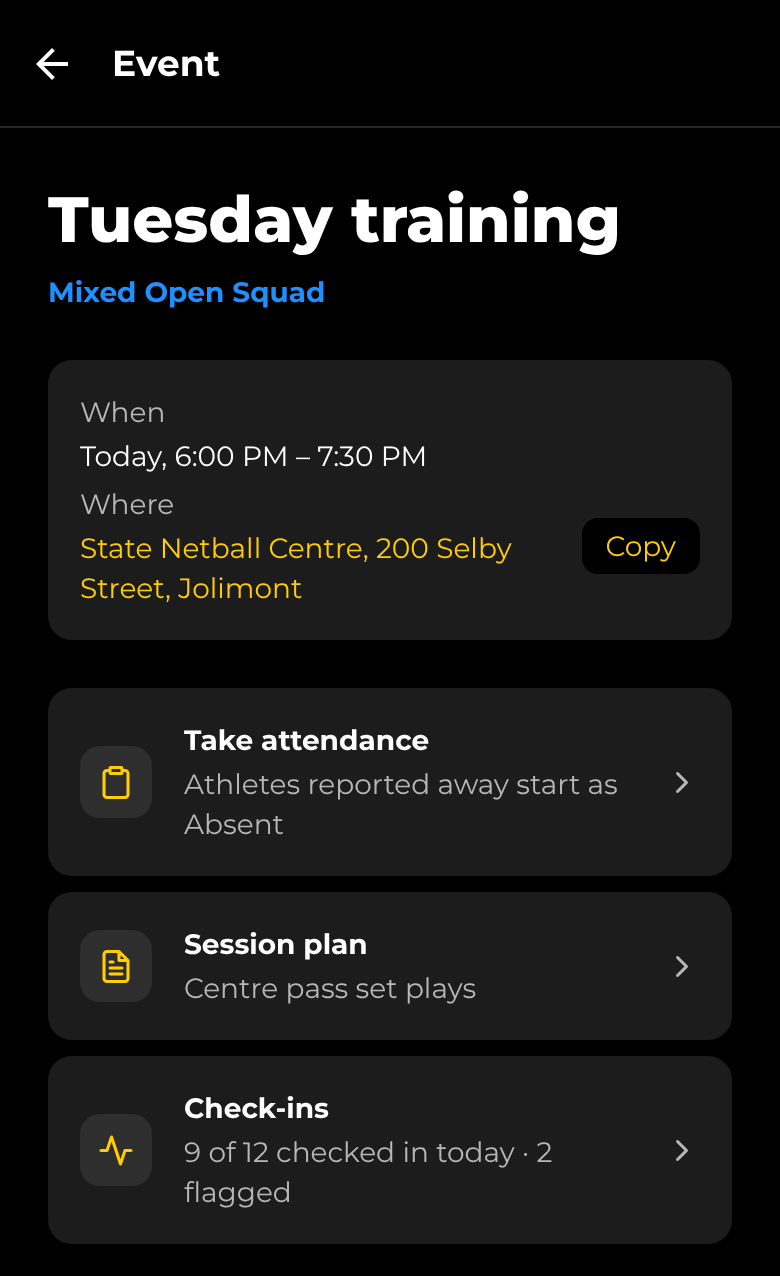 Event
Tuesday training
Mixed Open Squad
When
Today, 6:00 PM – 7:30 PM
Where
State Netball Centre, 200 Selby
Street, Jolimont
Copy
Take attendance
Athletes reported away start as
Absent
Session plan
Centre pass set plays
Check-ins
9 of 12 checked in today · 2
flagged